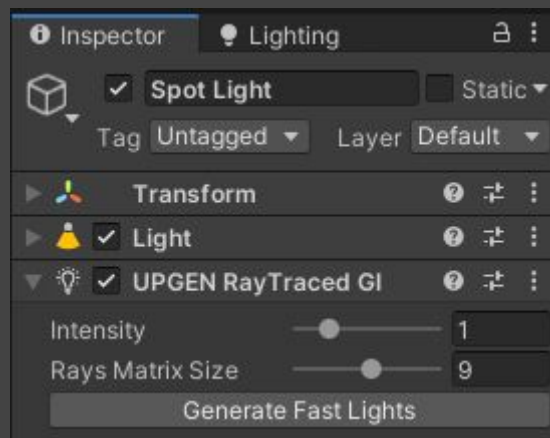 Inspector Lighting
Spot Light Static
Tag Untagged Layer Default
Transform
Light
UPGEN RayTraced GI
Intensity 1
Rays Matrix Size 9
Generate Fast Lights